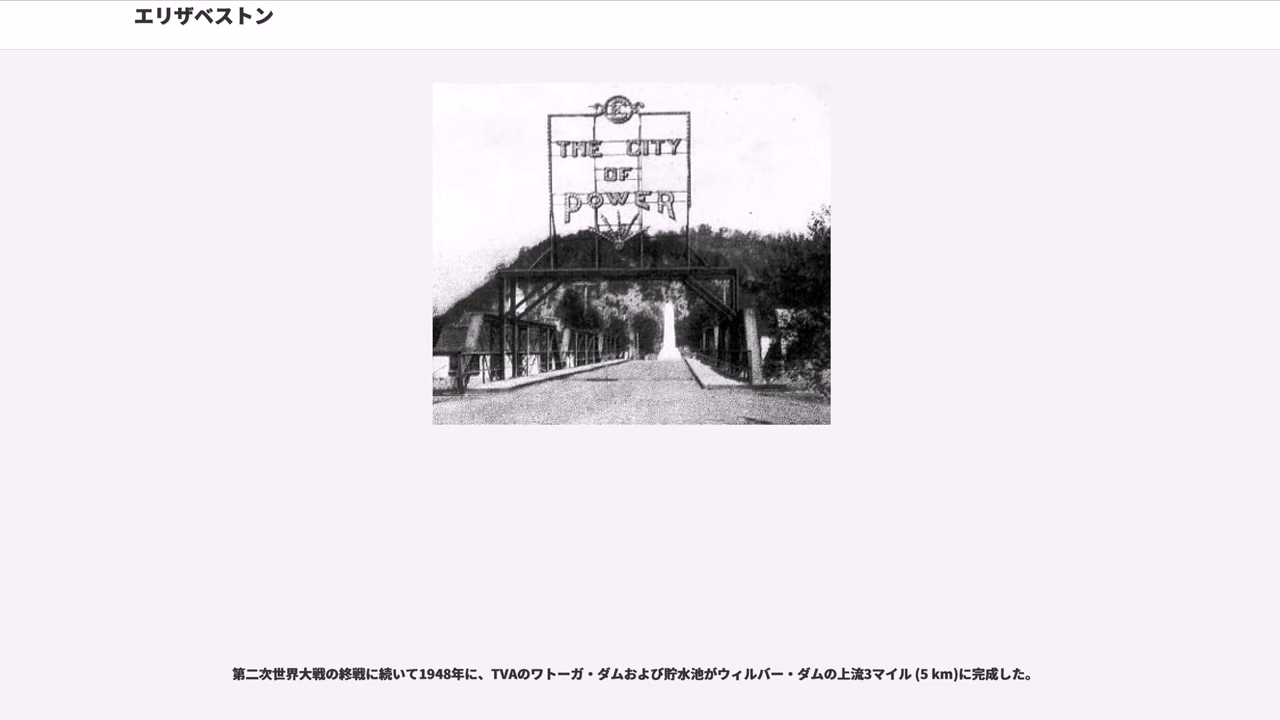 エリザベストン
THE CITY
OF
POWER
第二次世界大戦の終戦に続いて1948年に、TVAのワトーガ・ダムおよび貯水池がウィルバー・ダムの上流3マイル (5 km)に完成した。